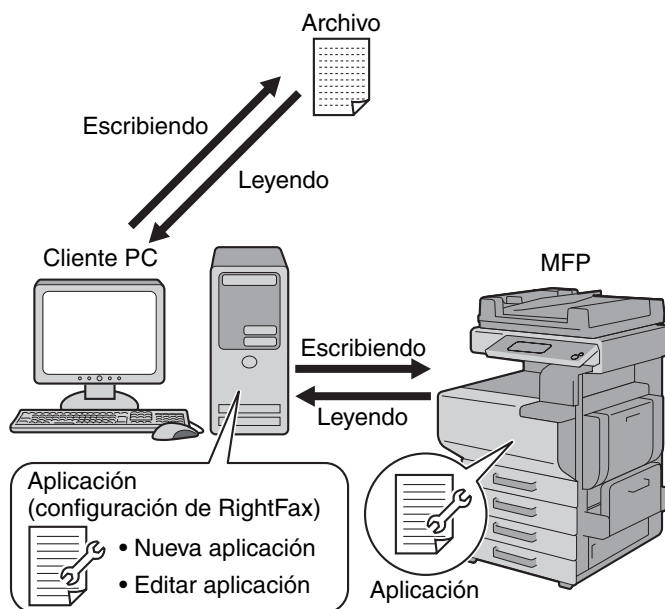 Archivo
Escribiendo
Leyendo
Cliente PC
MFP
Escribiendo
Leyendo
Aplicación
(configuración de RightFax)
• Nueva aplicación
• Editar aplicación
Aplicación